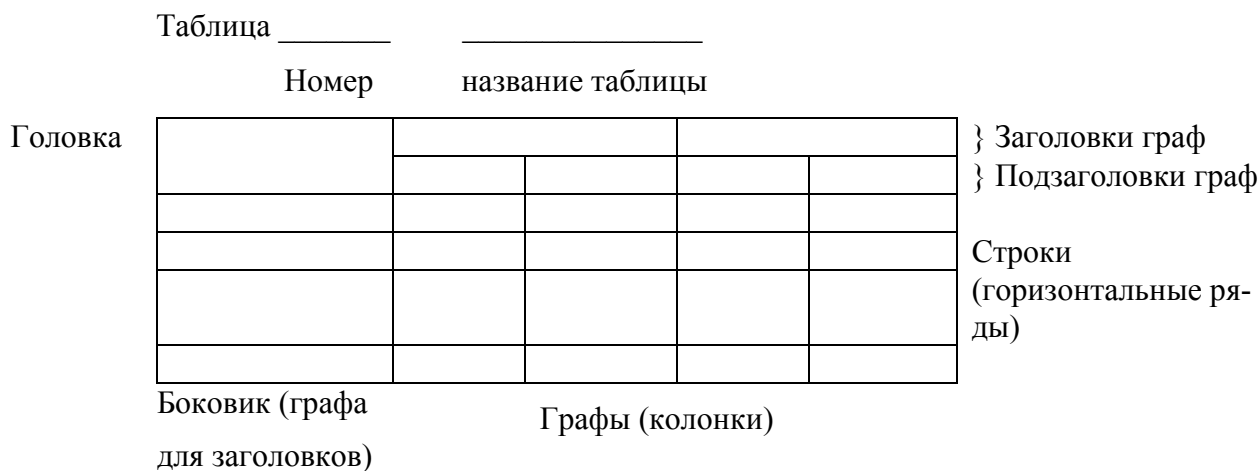 Таблица _______ _______________
Номер название таблицы
Головка } Заголовки граф
} Подзаголовки граф
Строки
(горизонтальные ря-
ды)
Боковик (графа
для заголовков)
Графы (колонки)